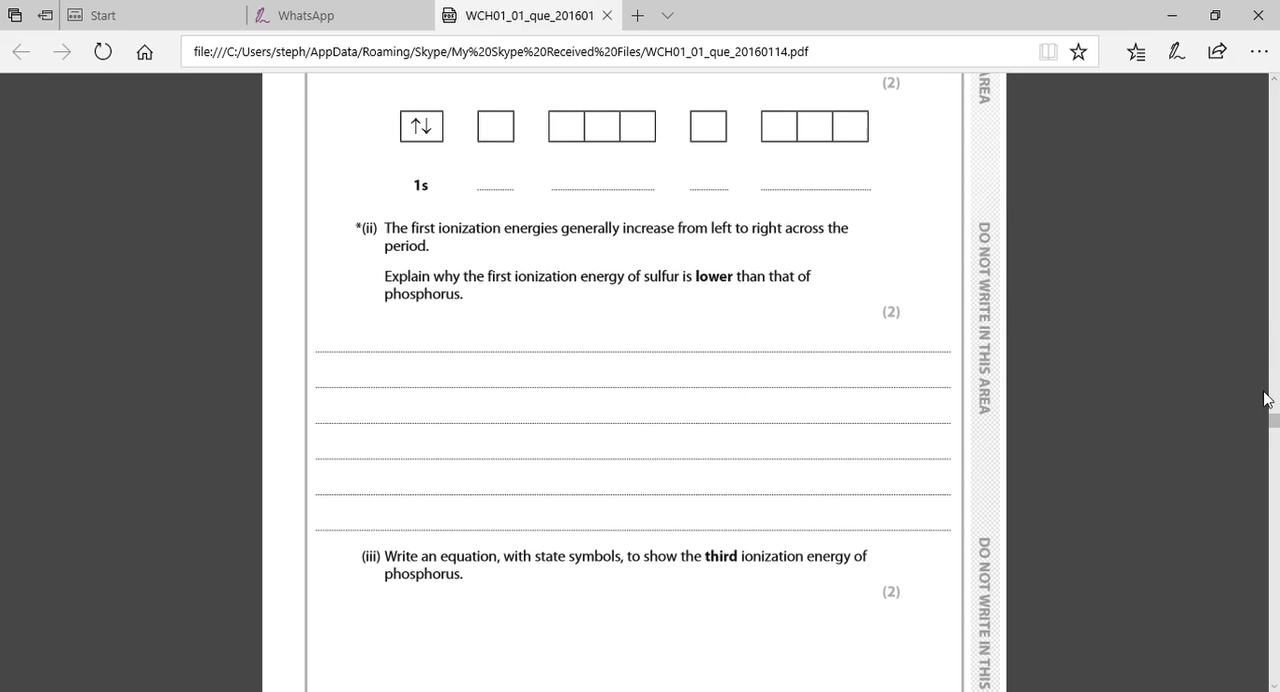 Start
WhatsApp
WCH01_01_que_201601
file:///C:/Users/steph/AppData/Roaming/Skype/My%20Skype%20Received%20Files/WCH01_01_que_20160114.pdf
(2)
AREA
↑↓
1s
*(ii) The first ionization energies generally increase from left to right across the
period.
Explain why the first ionization energy of sulfur is lower than that of
phosphorus.
(2)
DO NOT WRITE IN THIS AREA
(iii) Write an equation, with state symbols, to show the third ionization energy of
phosphorus.
(2)
DO NOT WRITE IN THIS